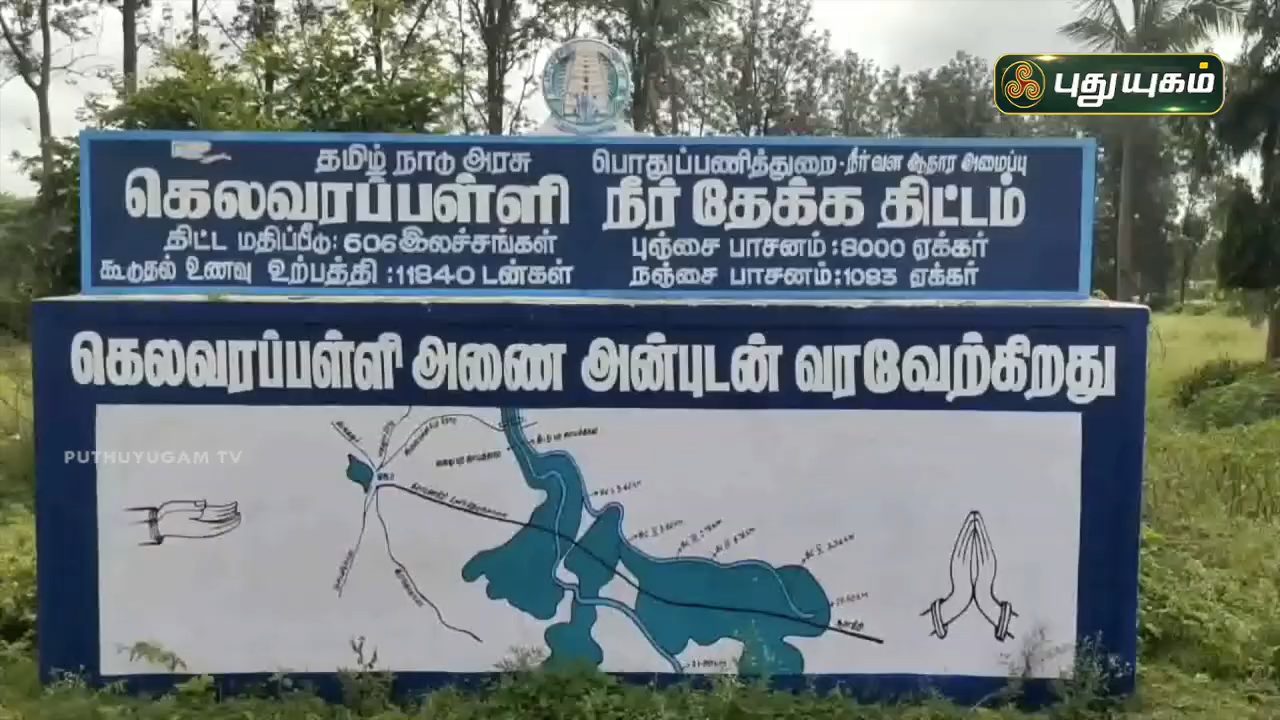 புதுயுகம்
தமிழ் நாடு அரசு பொதுப்பணித்துறை - நீர் வள ஆதார அமைப்பு
கெலவரப்பள்ளி நீர் தேக்க திட்டம்
திட்ட மதிப்பீடு: 606 இலச்சங்கள் புஞ்சை பாசனம் : 8000 ஏக்கர்
கூடுதல் உணவு உற்பத்தி : 11840 டன்கள் நஞ்சை பாசனம் : 1083 ஏக்கர்
கெலவரப்பள்ளி அணை அன்புடன் வரவேற்கிறது
PUTHUYUGAM TV